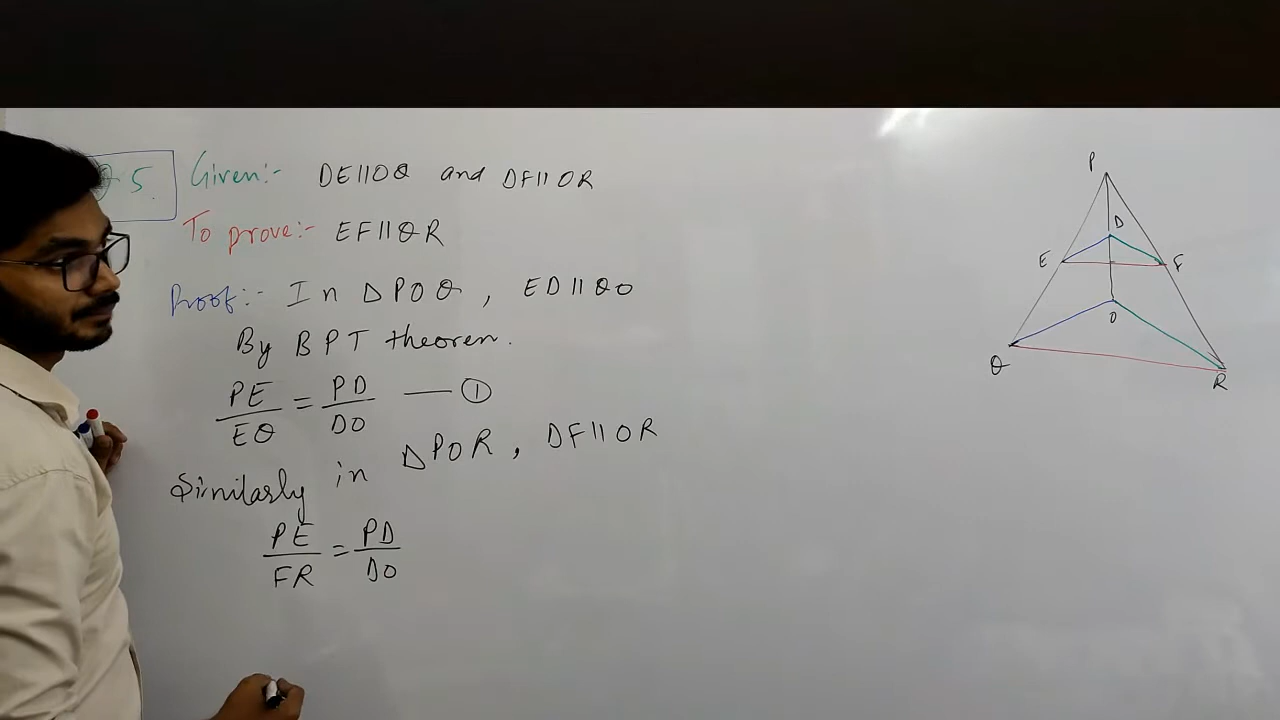 Q 5. Given:- DE||OQ and DF||OR
To prove:- EF||QR
Proof:- In ΔPOQ, ED||QO
By BPT theoren.
PE/EQ = PD/DO — ①
Similarly in ΔPOR, DF||OR
PE/FR = PD/DO
P
D
E
F
O
Q
R